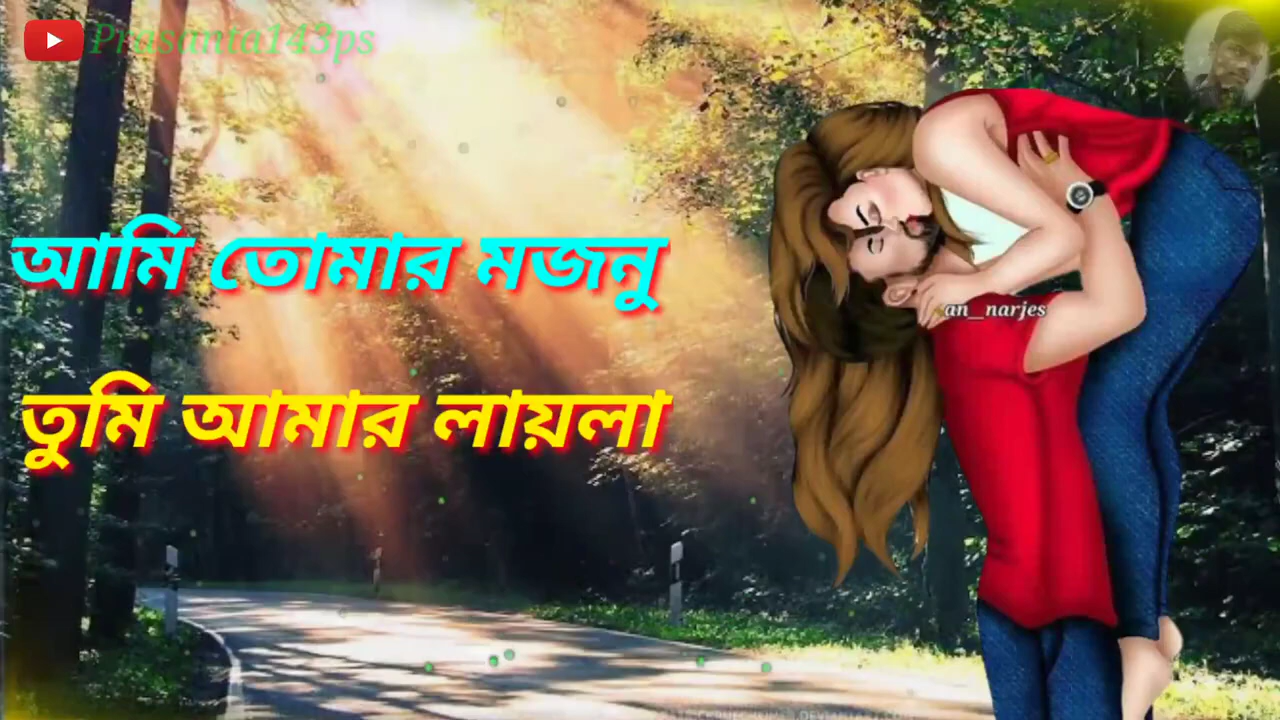 Prasanta143ps
আমি তোমার মজনু
an_narjes
তুমি আমার লায়লা